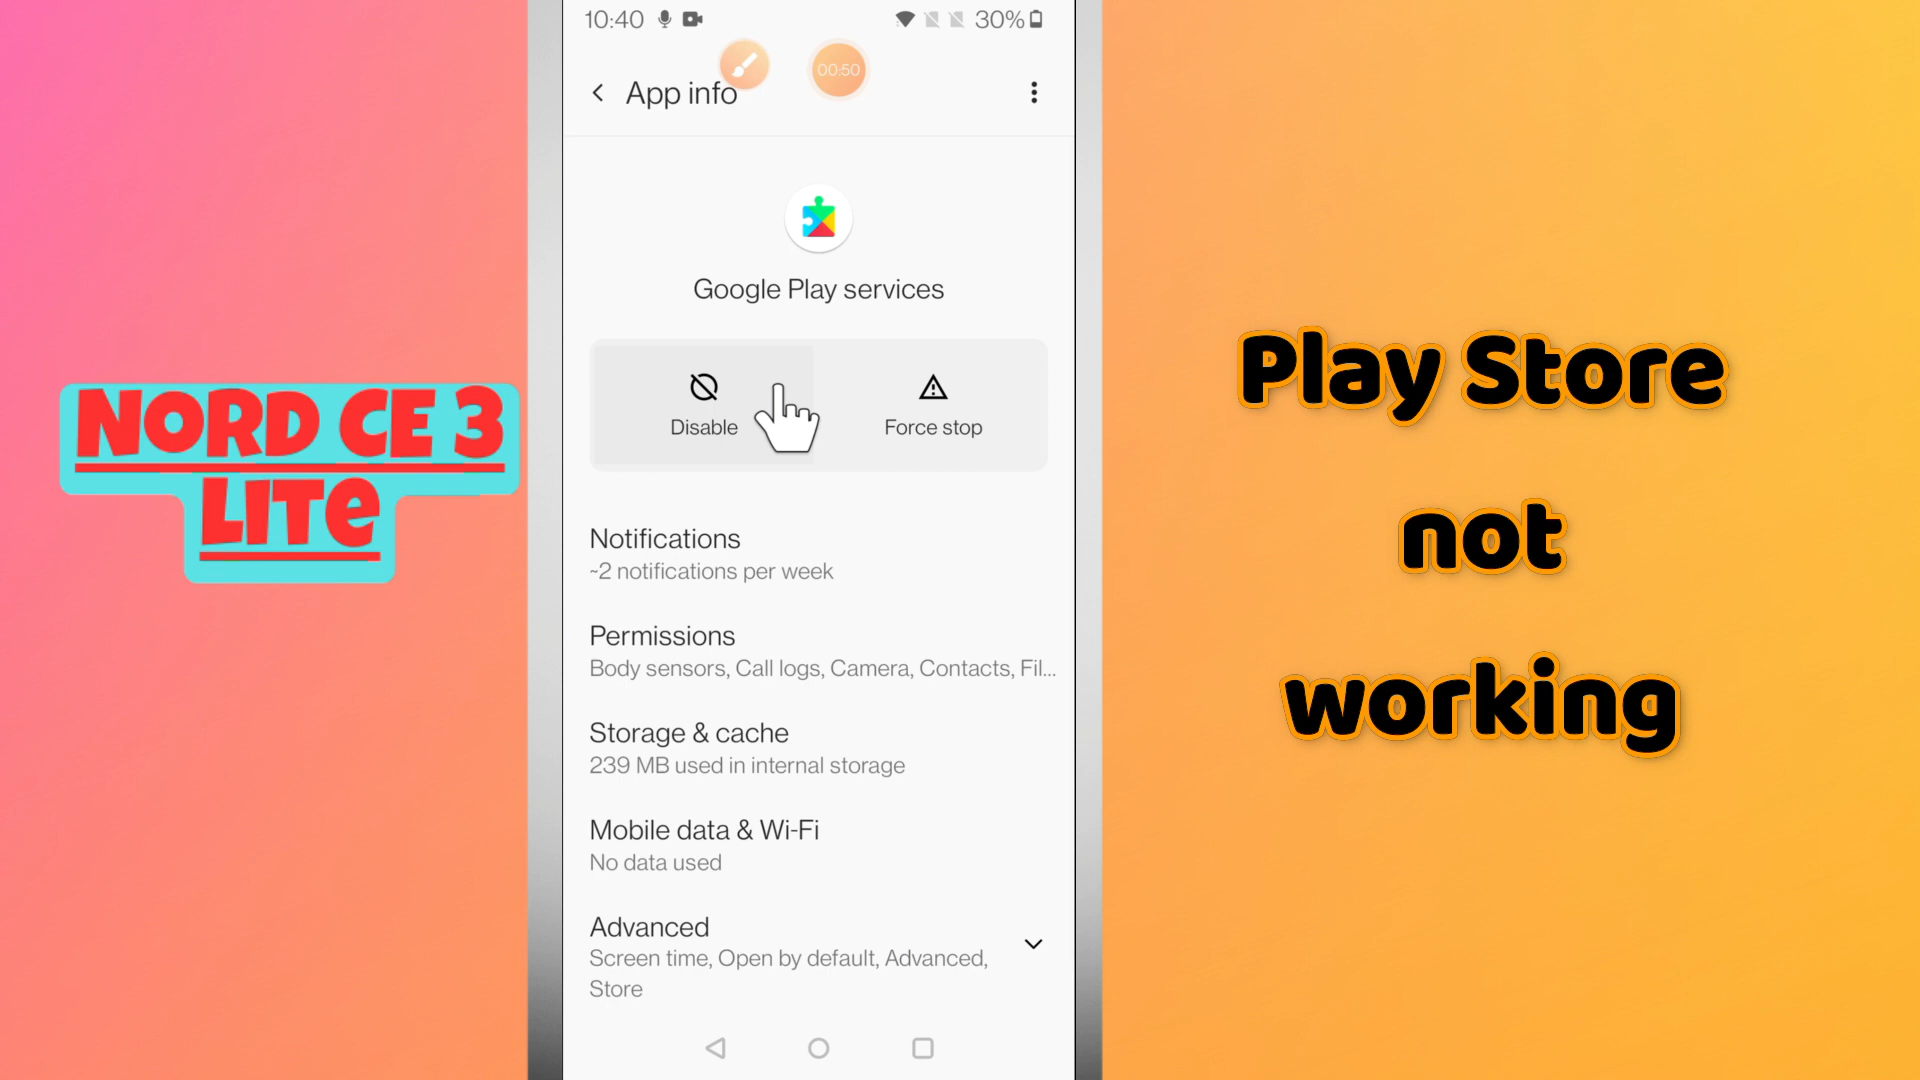 10:40
30%
00:50
App info
Google Play services
Disable
Force stop
Notifications
~2 notifications per week
Permissions
Body sensors, Call logs, Camera, Contacts, Fil...
Storage & cache
239 MB used in internal storage
Mobile data & Wi-Fi
No data used
Advanced
Screen time, Open by default, Advanced,
Store
NORD CE 3
LITe
Play Store
not
working